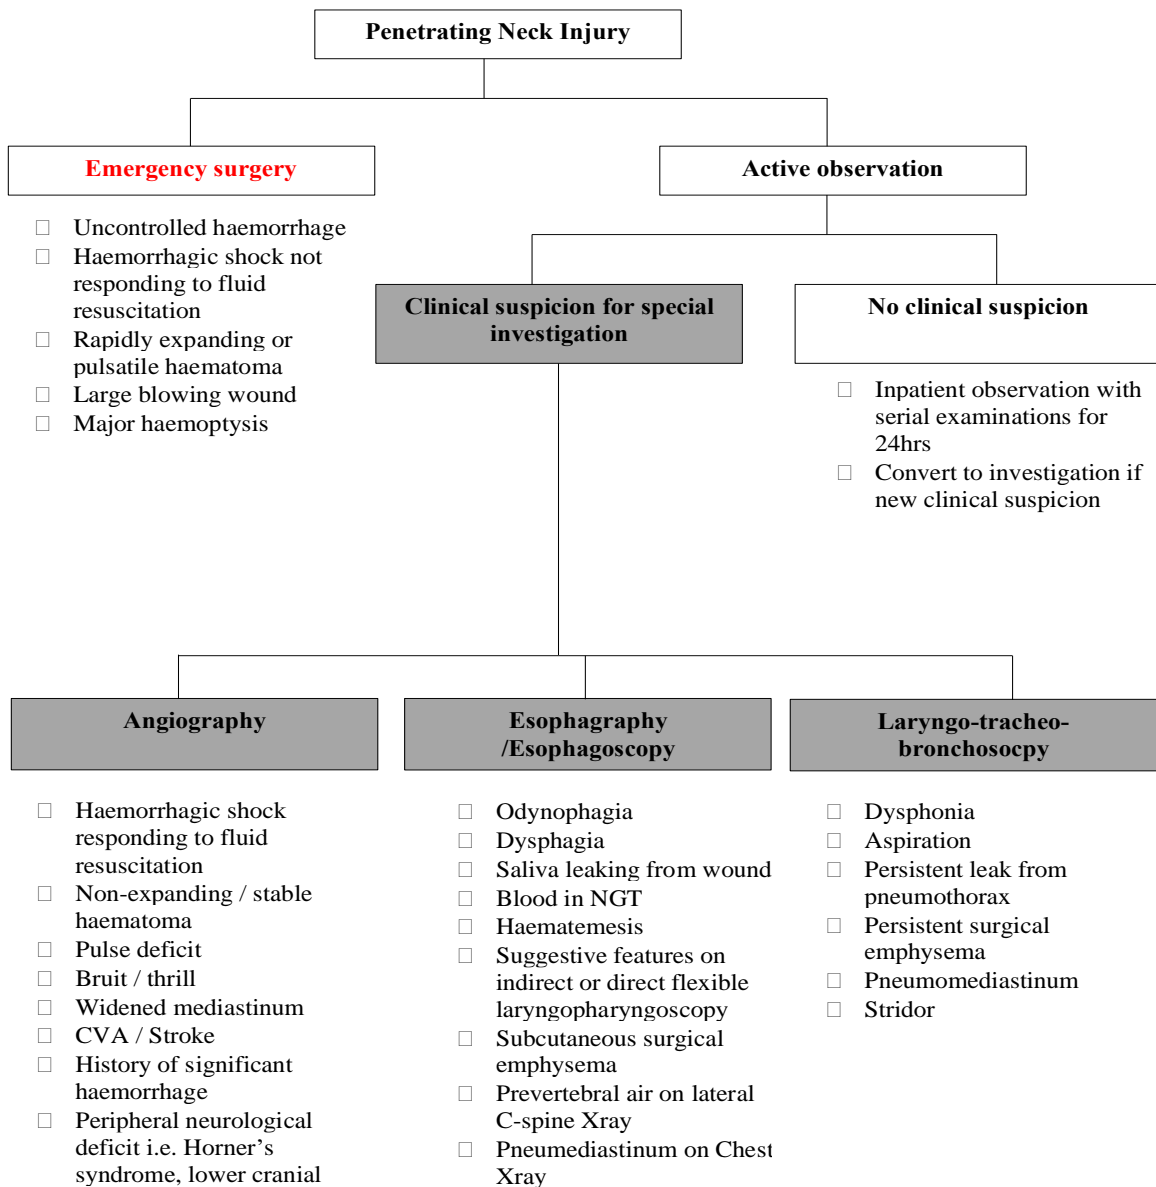 Penetrating Neck Injury
Emergency surgery
Uncontrolled haemorrhage
Haemorrhagic shock not
responding to fluid
resuscitation
Rapidly expanding or
pulsatile haematoma
Large blowing wound
Major haemoptysis
Active observation
Clinical suspicion for special
investigation
No clinical suspicion
Inpatient observation with
serial examinations for
24hrs
Convert to investigation if
new clinical suspicion
Angiography
Haemorrhagic shock
responding to fluid
resuscitation
Non-expanding / stable
haematoma
Pulse deficit
Bruit / thrill
Widened mediastinum
CVA / Stroke
History of significant
haemorrhage
Peripheral neurological
deficit i.e. Horner’s
syndrome, lower cranial
Esophagraphy
/Esophagoscopy
Odynophagia
Dysphagia
Saliva leaking from wound
Blood in NGT
Haematemesis
Suggestive features on
indirect or direct flexible
laryngopharyngoscopy
Subcutaneous surgical
emphysema
Prevertebral air on lateral
C-spine Xray
Pneumediastinum on Chest
Xray
Laryngo-tracheo-
bronchosocpy
Dysphonia
Aspiration
Persistent leak from
pneumothorax
Persistent surgical
emphysema
Pneumomediastinum
Stridor